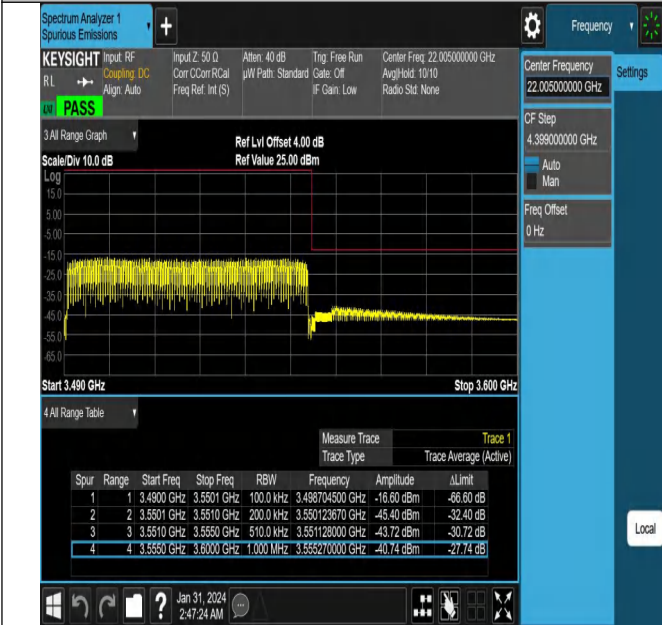 Spectrum Analyzer 1
Spurious Emissions
Frequency
KEYSIGHT Input: RF Input Z: 50 Ω Atten: 40 dB Trig: Free Run Center Freq: 22.005000000 GHz
RL Coupling: DC Corr CCorr RCal µW Path: Standard Gate: Off Avg|Hold: 10/10
Align: Auto Freq Ref: Int (S) IF Gain: Low Radio Std: None
LXI PASS
Center Frequency
22.005000000 GHz
Settings
CF Step
4.399000000 GHz
Auto
Man
Freq Offset
0 Hz
3 All Range Graph
Ref Lvl Offset 4.00 dB
Scale/Div 10.0 dB Ref Value 25.00 dBm
Log
15.0
5.00
-5.00
-15.0
-25.0
-35.0
-45.0
-55.0
-65.0
Start 3.490 GHz Stop 3.600 GHz
4 All Range Table
Measure Trace Trace 1
Trace Type Trace Average (Active)
Spur Range Start Freq Stop Freq RBW Frequency Amplitude ΔLimit
1 1 3.4900 GHz 3.5501 GHz 100.0 kHz 3.498704500 GHz -16.60 dBm -66.60 dB
2 2 3.5501 GHz 3.5510 GHz 200.0 kHz 3.550123670 GHz -45.40 dBm -32.40 dB
3 3 3.5510 GHz 3.5550 GHz 510.0 kHz 3.551128000 GHz -43.72 dBm -30.72 dB
4 4 3.5550 GHz 3.6000 GHz 1.000 MHz 3.555270000 GHz -40.74 dBm -27.74 dB
Local
Jan 31, 2024
2:47:24 AM